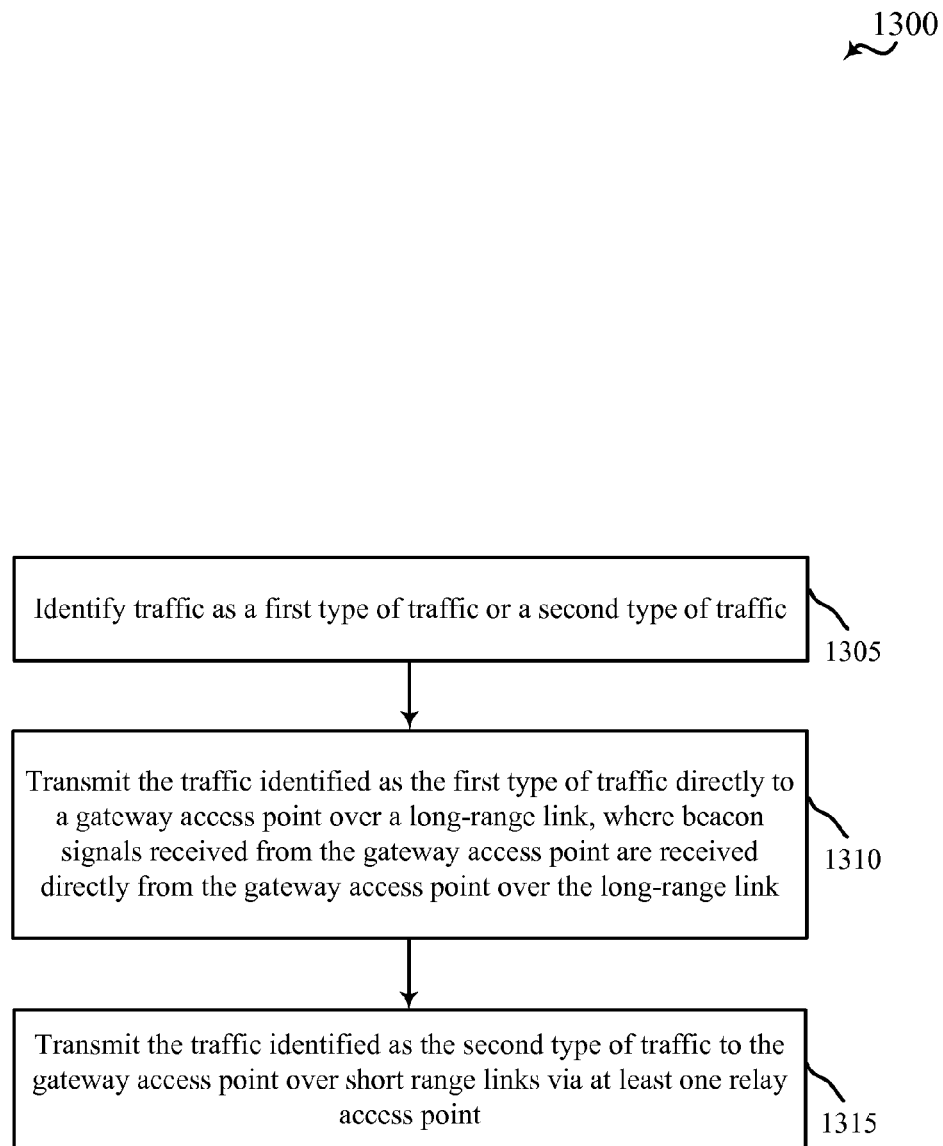 1300
Identify traffic as a first type of traffic or a second type of traffic
1305
Transmit the traffic identified as the first type of traffic directly to
a gateway access point over a long-range link, where beacon
signals received from the gateway access point are received
directly from the gateway access point over the long-range link
1310
Transmit the traffic identified as the second type of traffic to the
gateway access point over short range links via at least one relay
access point
1315